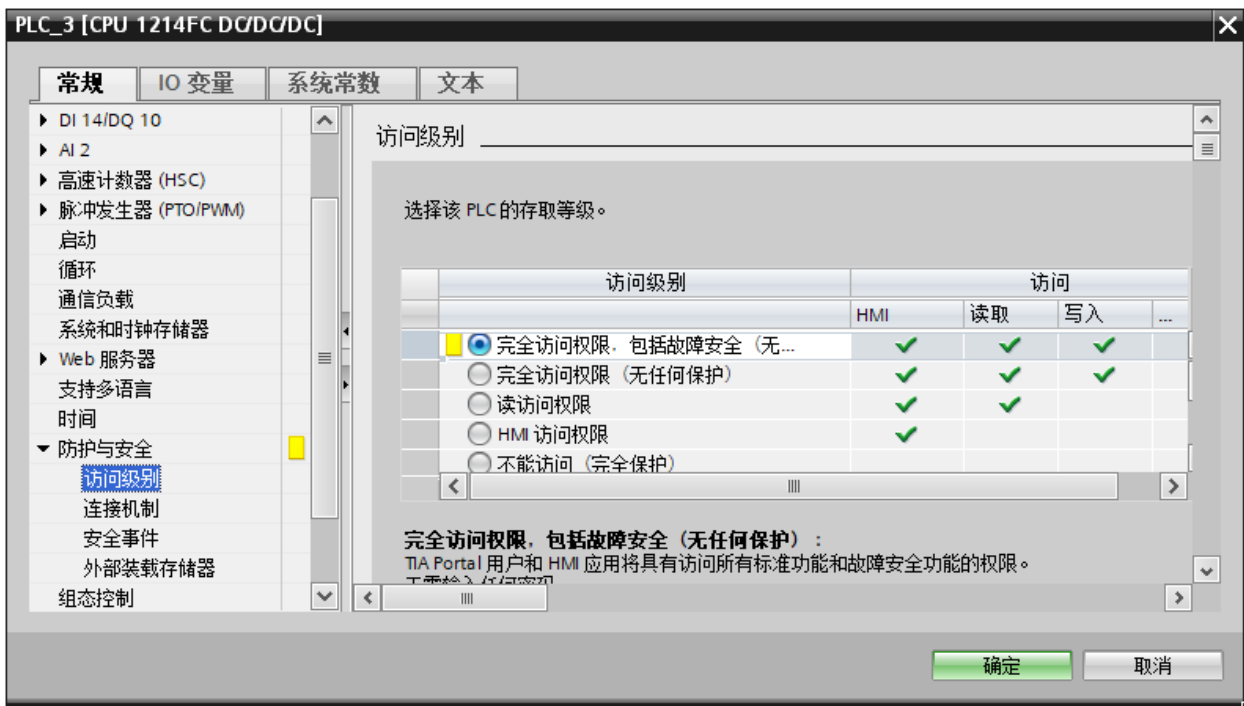 PLC_3 [CPU 1214FC DC/DC/DC]
常规 IO 变量 系统常数 文本
DI 14/DQ 10
AI 2
高速计数器 (HSC)
脉冲发生器 (PTO/PWM)
启动
循环
通信负载
系统和时钟存储器
Web 服务器
支持多语言
时间
防护与安全
访问级别
连接机制
安全事件
外部装载存储器
组态控制
访问级别
选择该 PLC 的存取等级。
访问级别 访问
HMI 读取 写入 ...
完全访问权限，包括故障安全（无...
完全访问权限（无任何保护）
读访问权限
HMI 访问权限
不能访问（完全保护）
完全访问权限，包括故障安全（无任何保护）：
TIA Portal 用户和 HMI 应用将具有访问所有标准功能和故障安全功能的权限。
无需输入任何密码
确定 取消